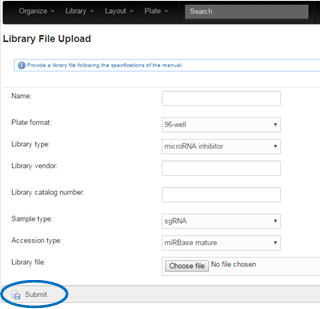 Organize Library Layout Plate Search
Library File Upload
Provide a library file following the specifications of the manual.
Name:
Plate format: 96-well
Library type: microRNA inhibitor
Library vendor:
Library catalog number:
Sample type: sgRNA
Accession type: miRBase mature
Library file: Choose file No file chosen
Submit